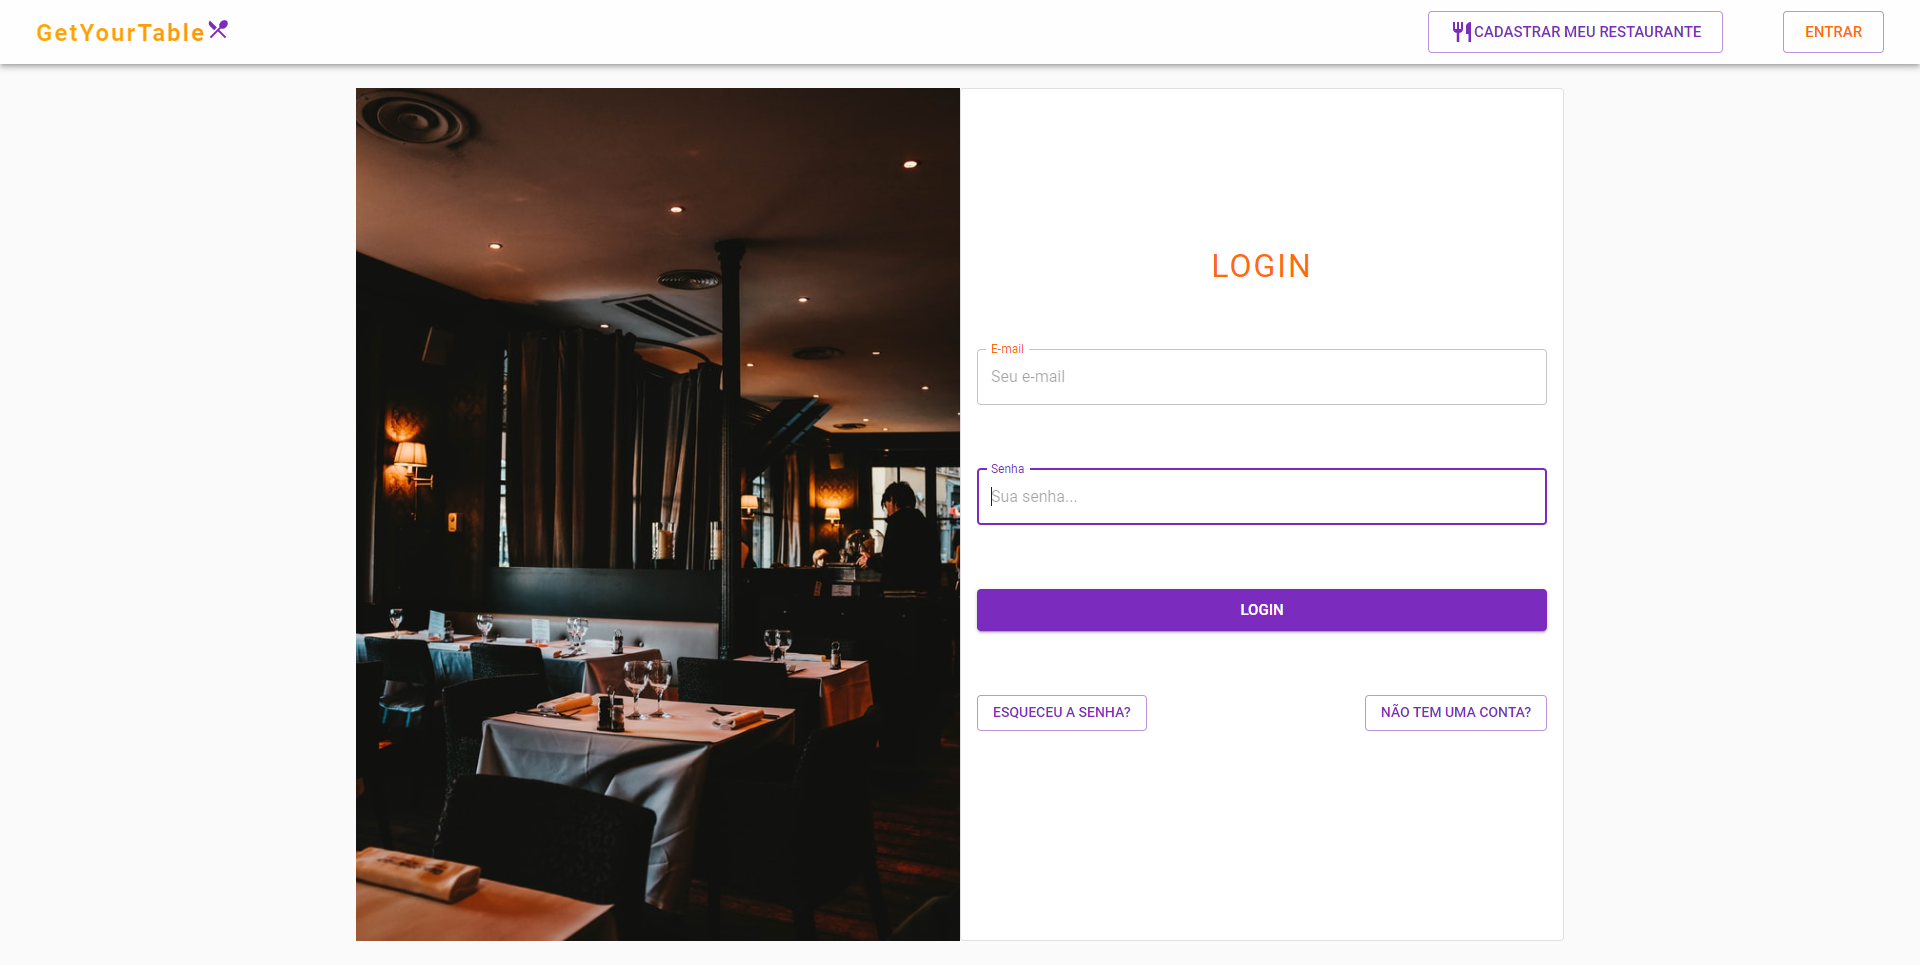 GetYourTable
CADASTRAR MEU RESTAURANTE
ENTRAR
LOGIN
E-mail
Seu e-mail
Senha
Sua senha...
LOGIN
ESQUECEU A SENHA?
NÃO TEM UMA CONTA?